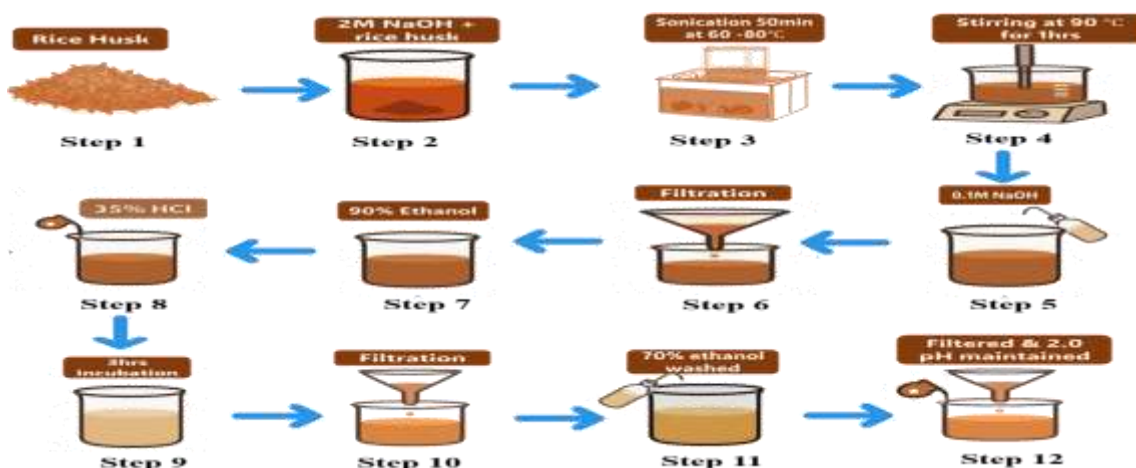 Rice Husk
2M NaOH +
rice husk
Sonication 50min
at 60 -80°C
Stirring at 90 °C
for 1hrs
Step 1
Step 2
Step 3
Step 4
35% HCl
90% Ethanol
Filtration
0.1M NaOH
Step 8
Step 7
Step 6
Step 5
3hrs
incubation
Filtration
70% ethanol
washed
Filtered & 2.0
pH maintained
Step 9
Step 10
Step 11
Step 12